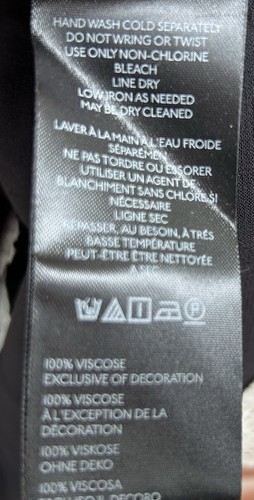 HAND WASH COLD SEPARATELY
DO NOT WRING OR TWIST
USE ONLY NON-CHLORINE
BLEACH
LINE DRY
LOW IRON AS NEEDED
MAY BE DRY CLEANED
LAVER À LA MAIN À L'EAU FROIDE
SÉPARÉMENT
NE PAS TORDRE OU ESSORER
UTILISER UN AGENT DE
BLANCHIMENT SANS CHLORE SI
NÉCESSAIRE
LIGNE SEC
REPASSER, AU BESOIN, À TRÉS
BASSE TEMPÉRATURE
PEUT-ÊTRE ÊTRE NETTOYÉE
A SEC
P
100% VISCOSE
EXCLUSIVE OF DECORATION
100% VISCOSE
À L'EXCEPTION DE LA
DÉCORATION
100% VISKOSE
OHNE DEKO
100% VISCOSA
IL DECORO